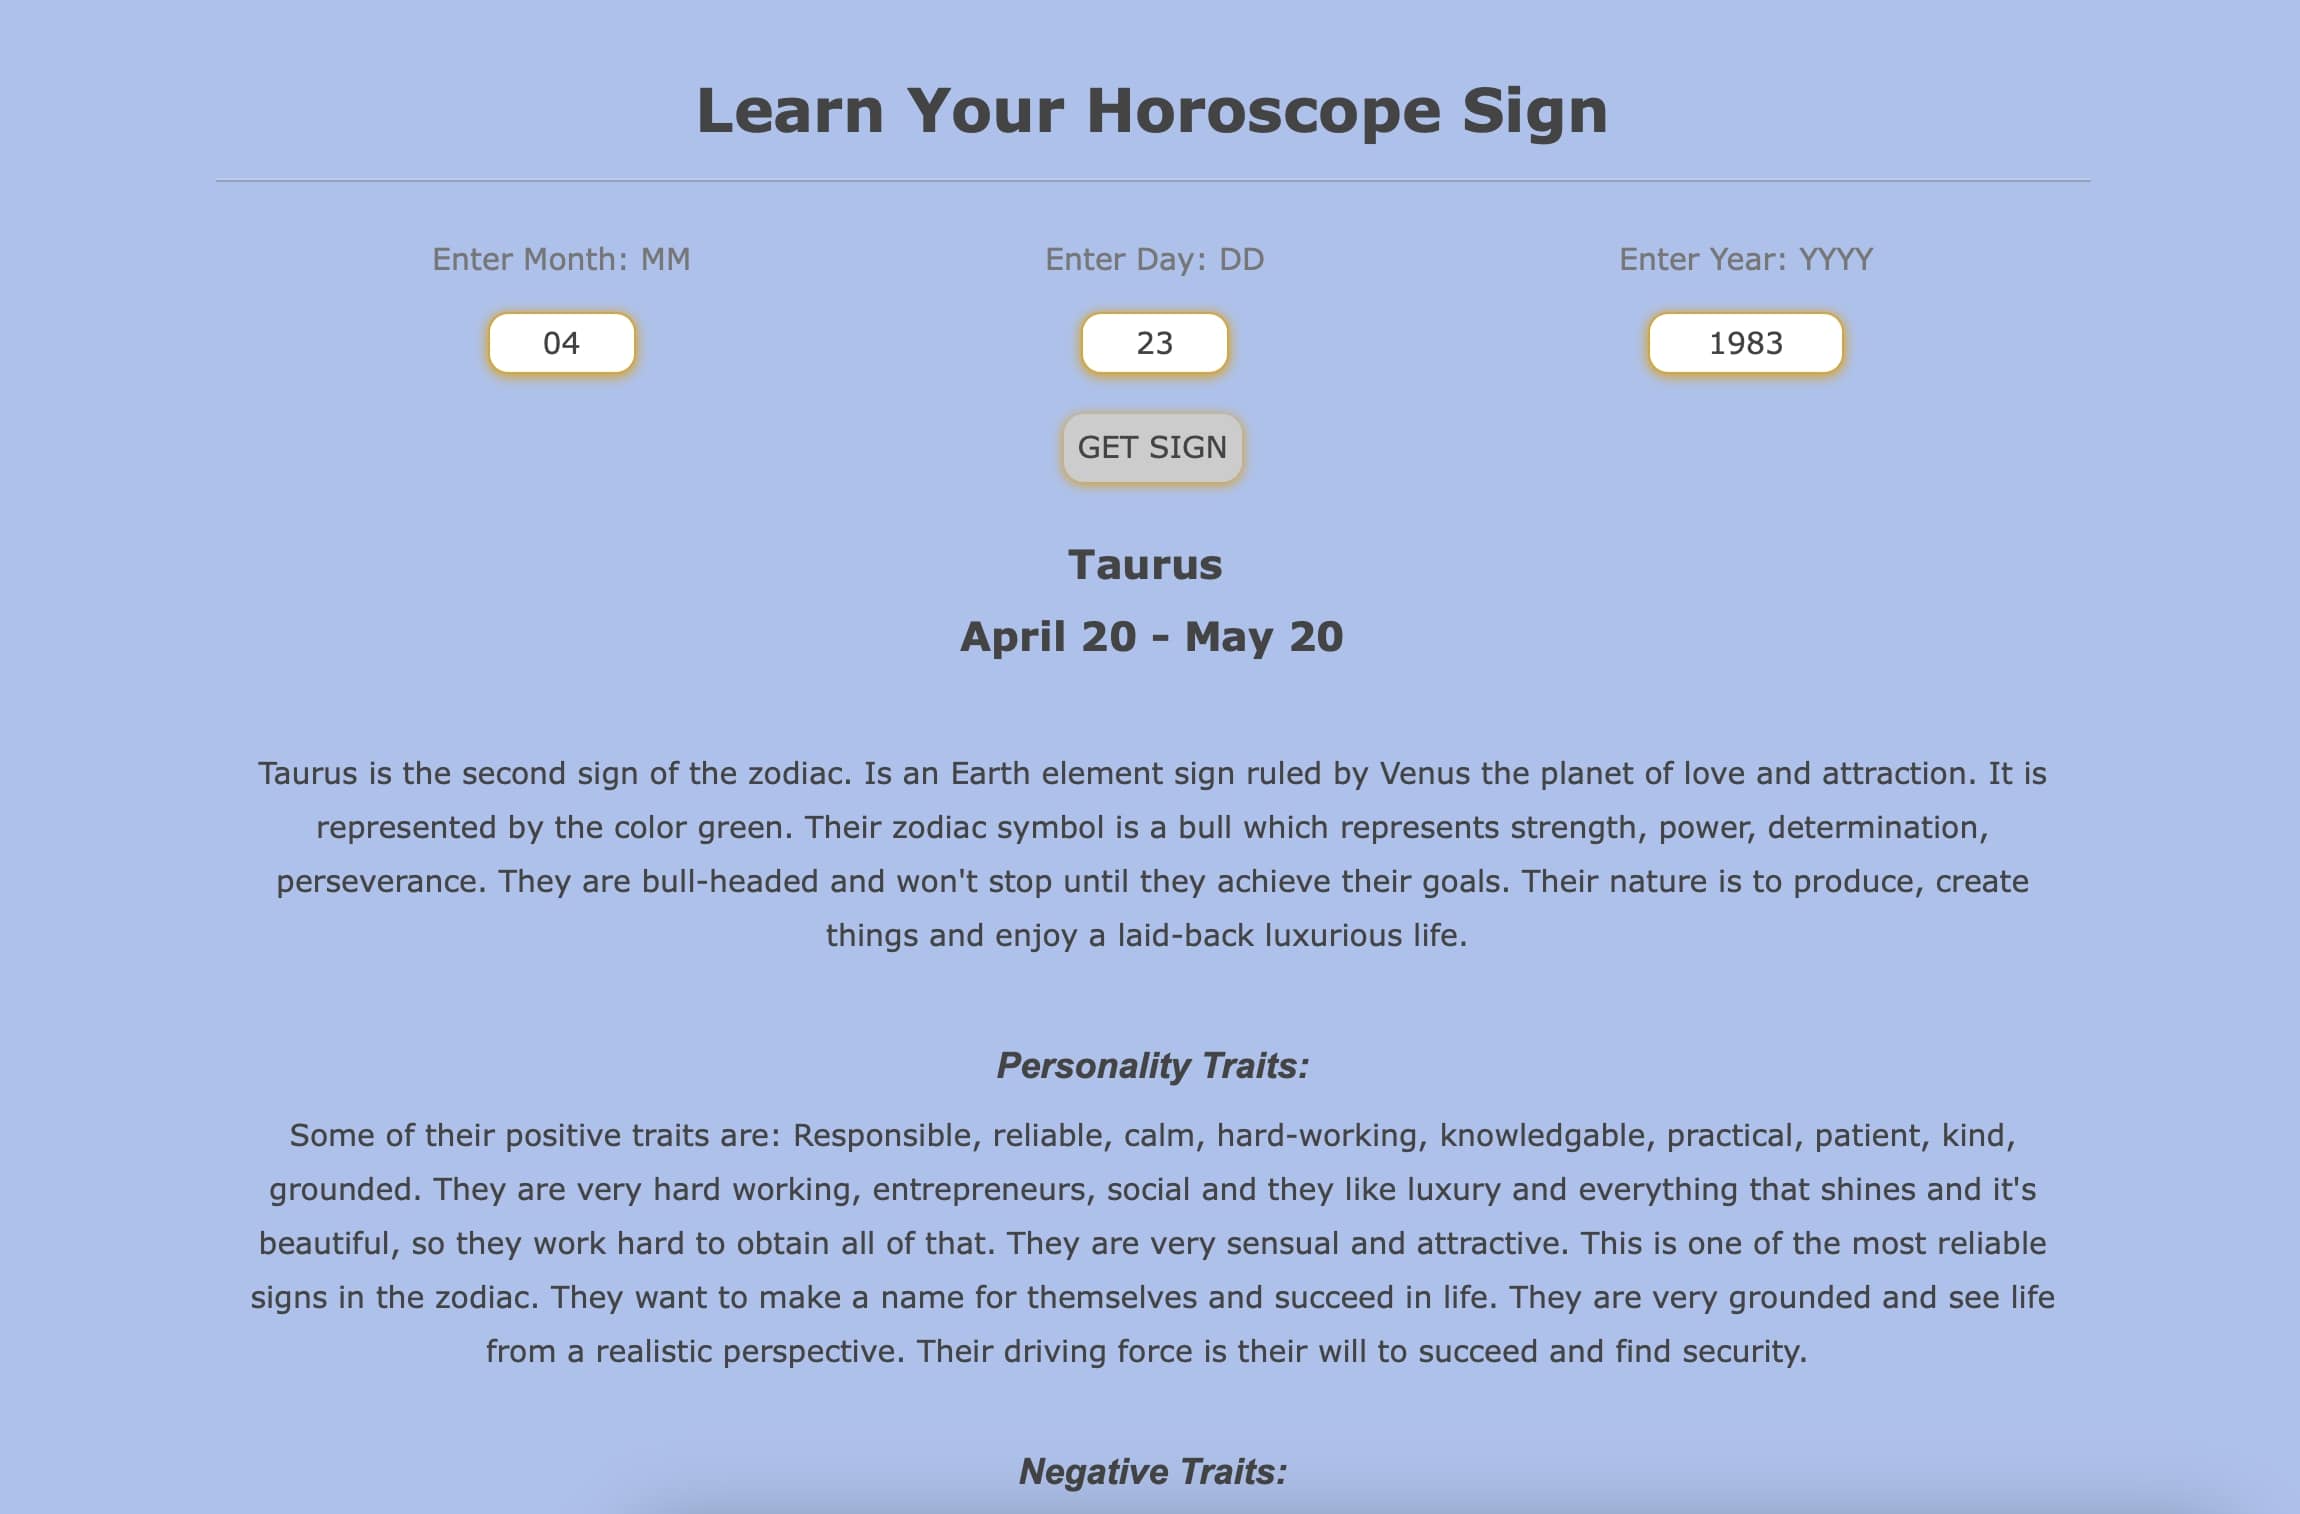 Learn Your Horoscope Sign
Enter Month: MM
Enter Day: DD
Enter Year: YYYY
04
23
1983
GET SIGN
Taurus
April 20 - May 20
Taurus is the second sign of the zodiac. Is an Earth element sign ruled by Venus the planet of love and attraction. It is
represented by the color green. Their zodiac symbol is a bull which represents strength, power, determination,
perseverance. They are bull-headed and won't stop until they achieve their goals. Their nature is to produce, create
things and enjoy a laid-back luxurious life.
Personality Traits:
Some of their positive traits are: Responsible, reliable, calm, hard-working, knowledgable, practical, patient, kind,
grounded. They are very hard working, entrepreneurs, social and they like luxury and everything that shines and it's
beautiful, so they work hard to obtain all of that. They are very sensual and attractive. This is one of the most reliable
signs in the zodiac. They want to make a name for themselves and succeed in life. They are very grounded and see life
from a realistic perspective. Their driving force is their will to succeed and find security.
Negative Traits: